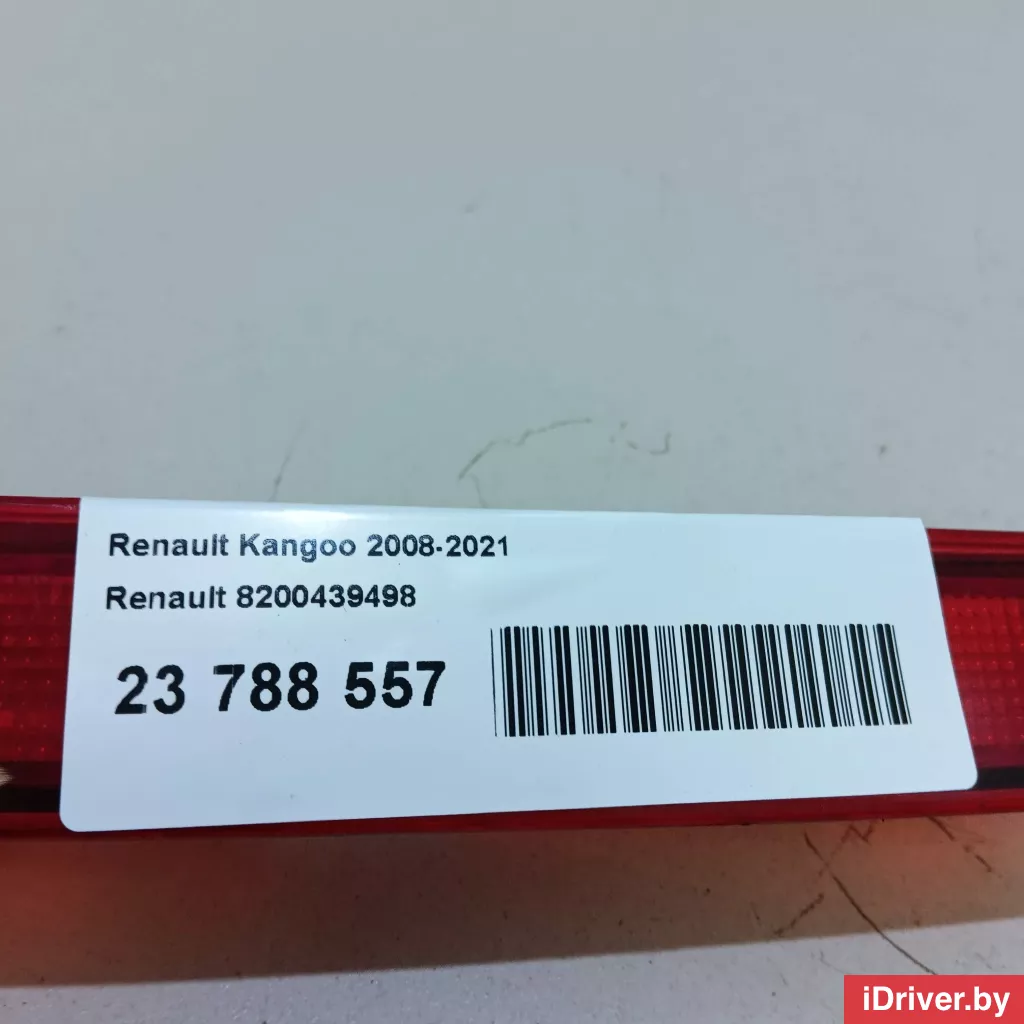 Renault Kangoo 2008-2021
Renault 8200439498
23 788 557
iDriver.by